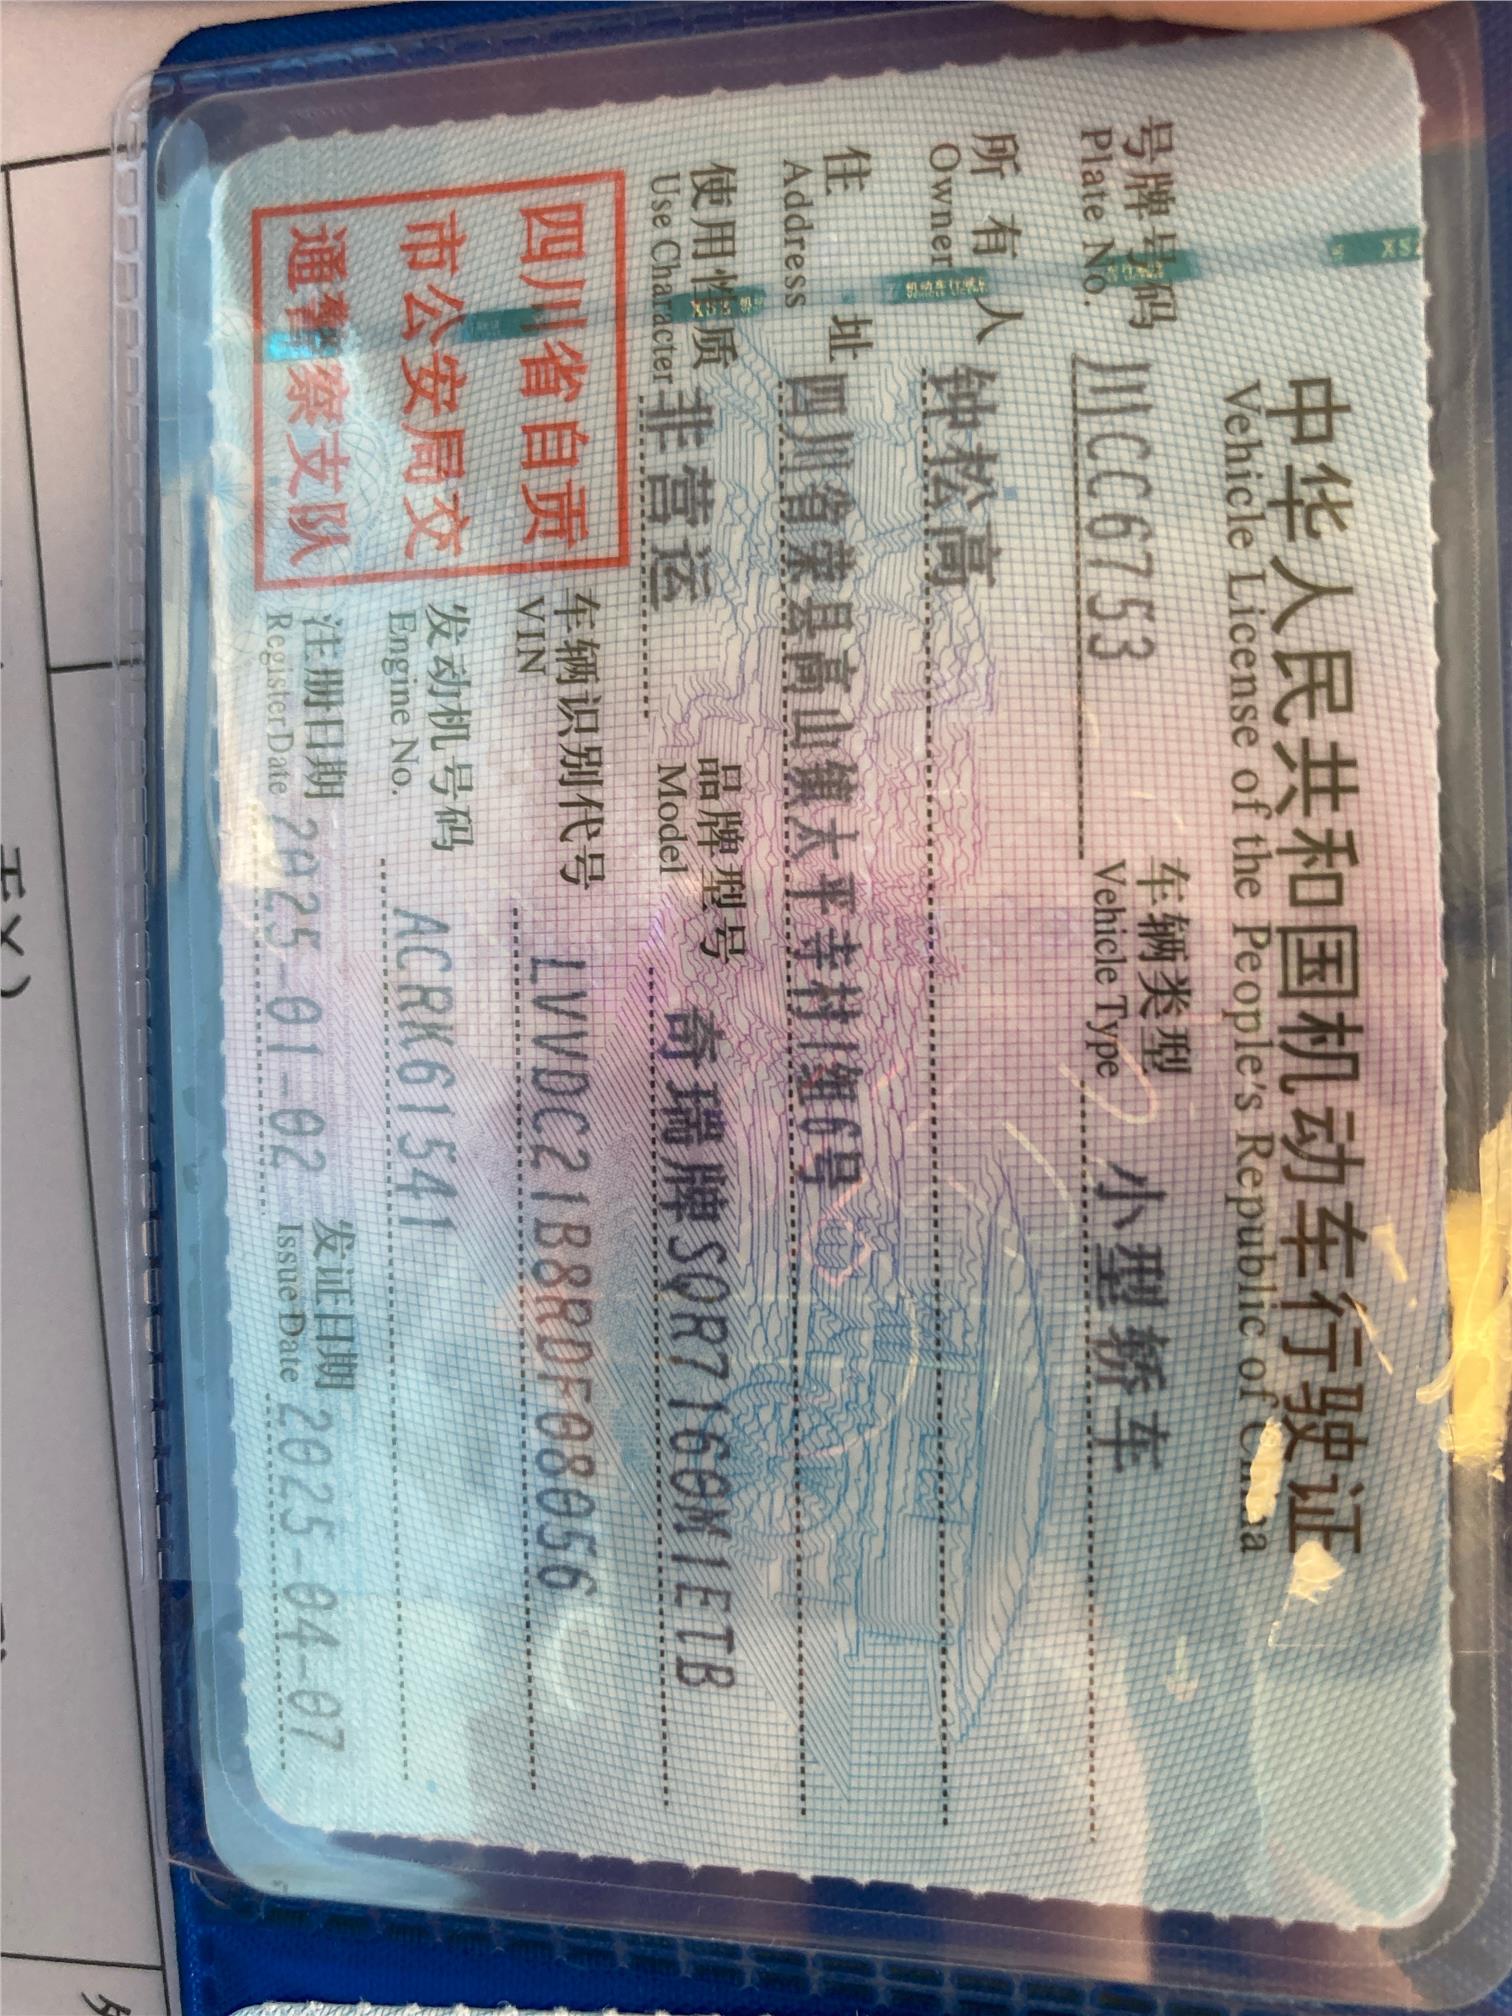 中华人民共和国机动车行驶证
Vehicle License of the People's Republic of China
号牌号码 川CC6753 车辆类型 小型轿车
Plate No. Vehicle Type
所有人 钟松高
Owner
住址 四川省荣县高山镇太平寺村1组6号
Address
使用性质 非营运 品牌型号 奇瑞牌SQR7160M1ETB
Use Character Model
四川省自贡
市公安局交
通警察支队
车辆识别代号 LVVDC21B8RDF08056
VIN
发动机号码 ACRK61541
Engine No.
注册日期 2025-01-02 发证日期 2025-04-07
Register Date Issue Date